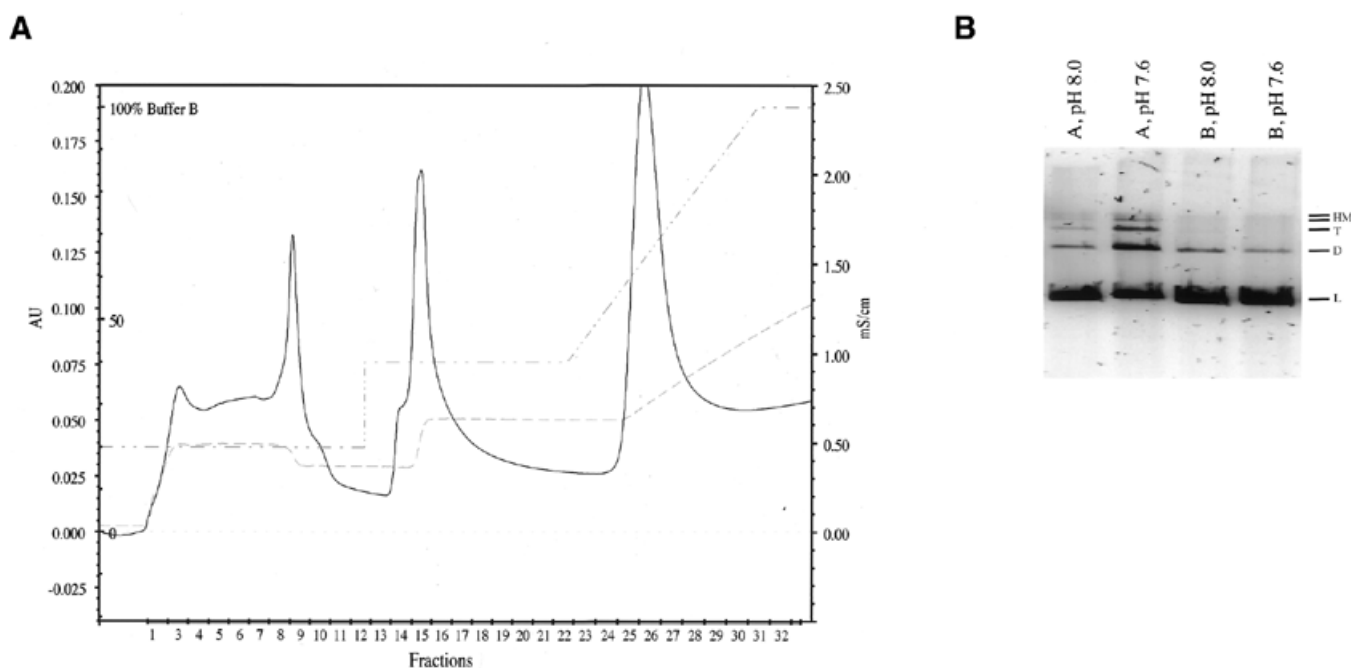 A
B
0.200
0.175
0.150
0.125
0.100
0.075
0.050
0.025
0.000
-0.025
AU
100% Buffer B
50
0
2.50
2.00
1.50
1.00
0.50
0.00
mS/cm
1 3 4 5 6 7 8 9 10 11 12 13 14 15 16 17 18 19 20 21 22 23 24 25 26 27 28 29 30 31 32
Fractions
A, pH 8.0
A, pH 7.6
B, pH 8.0
B, pH 7.6
HM
T
D
L